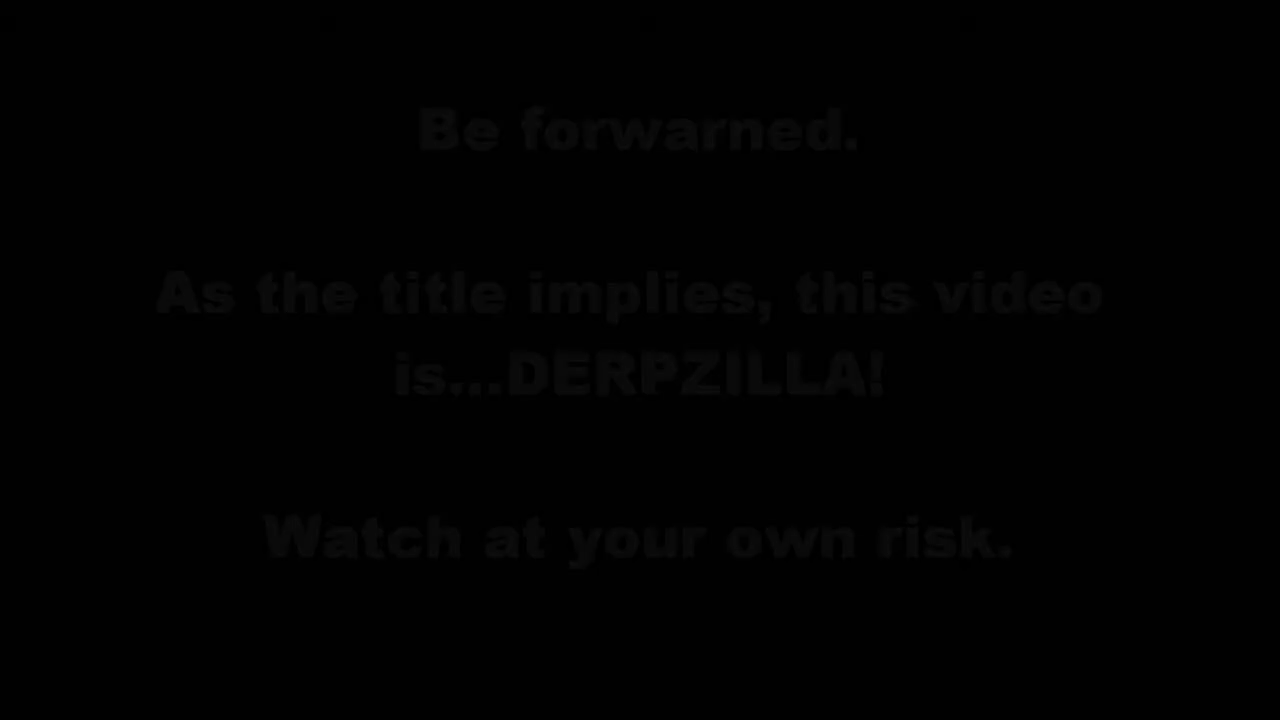 Be forwarned.
As the title implies, this video
is...DERPZILLA!
Watch at your own risk.